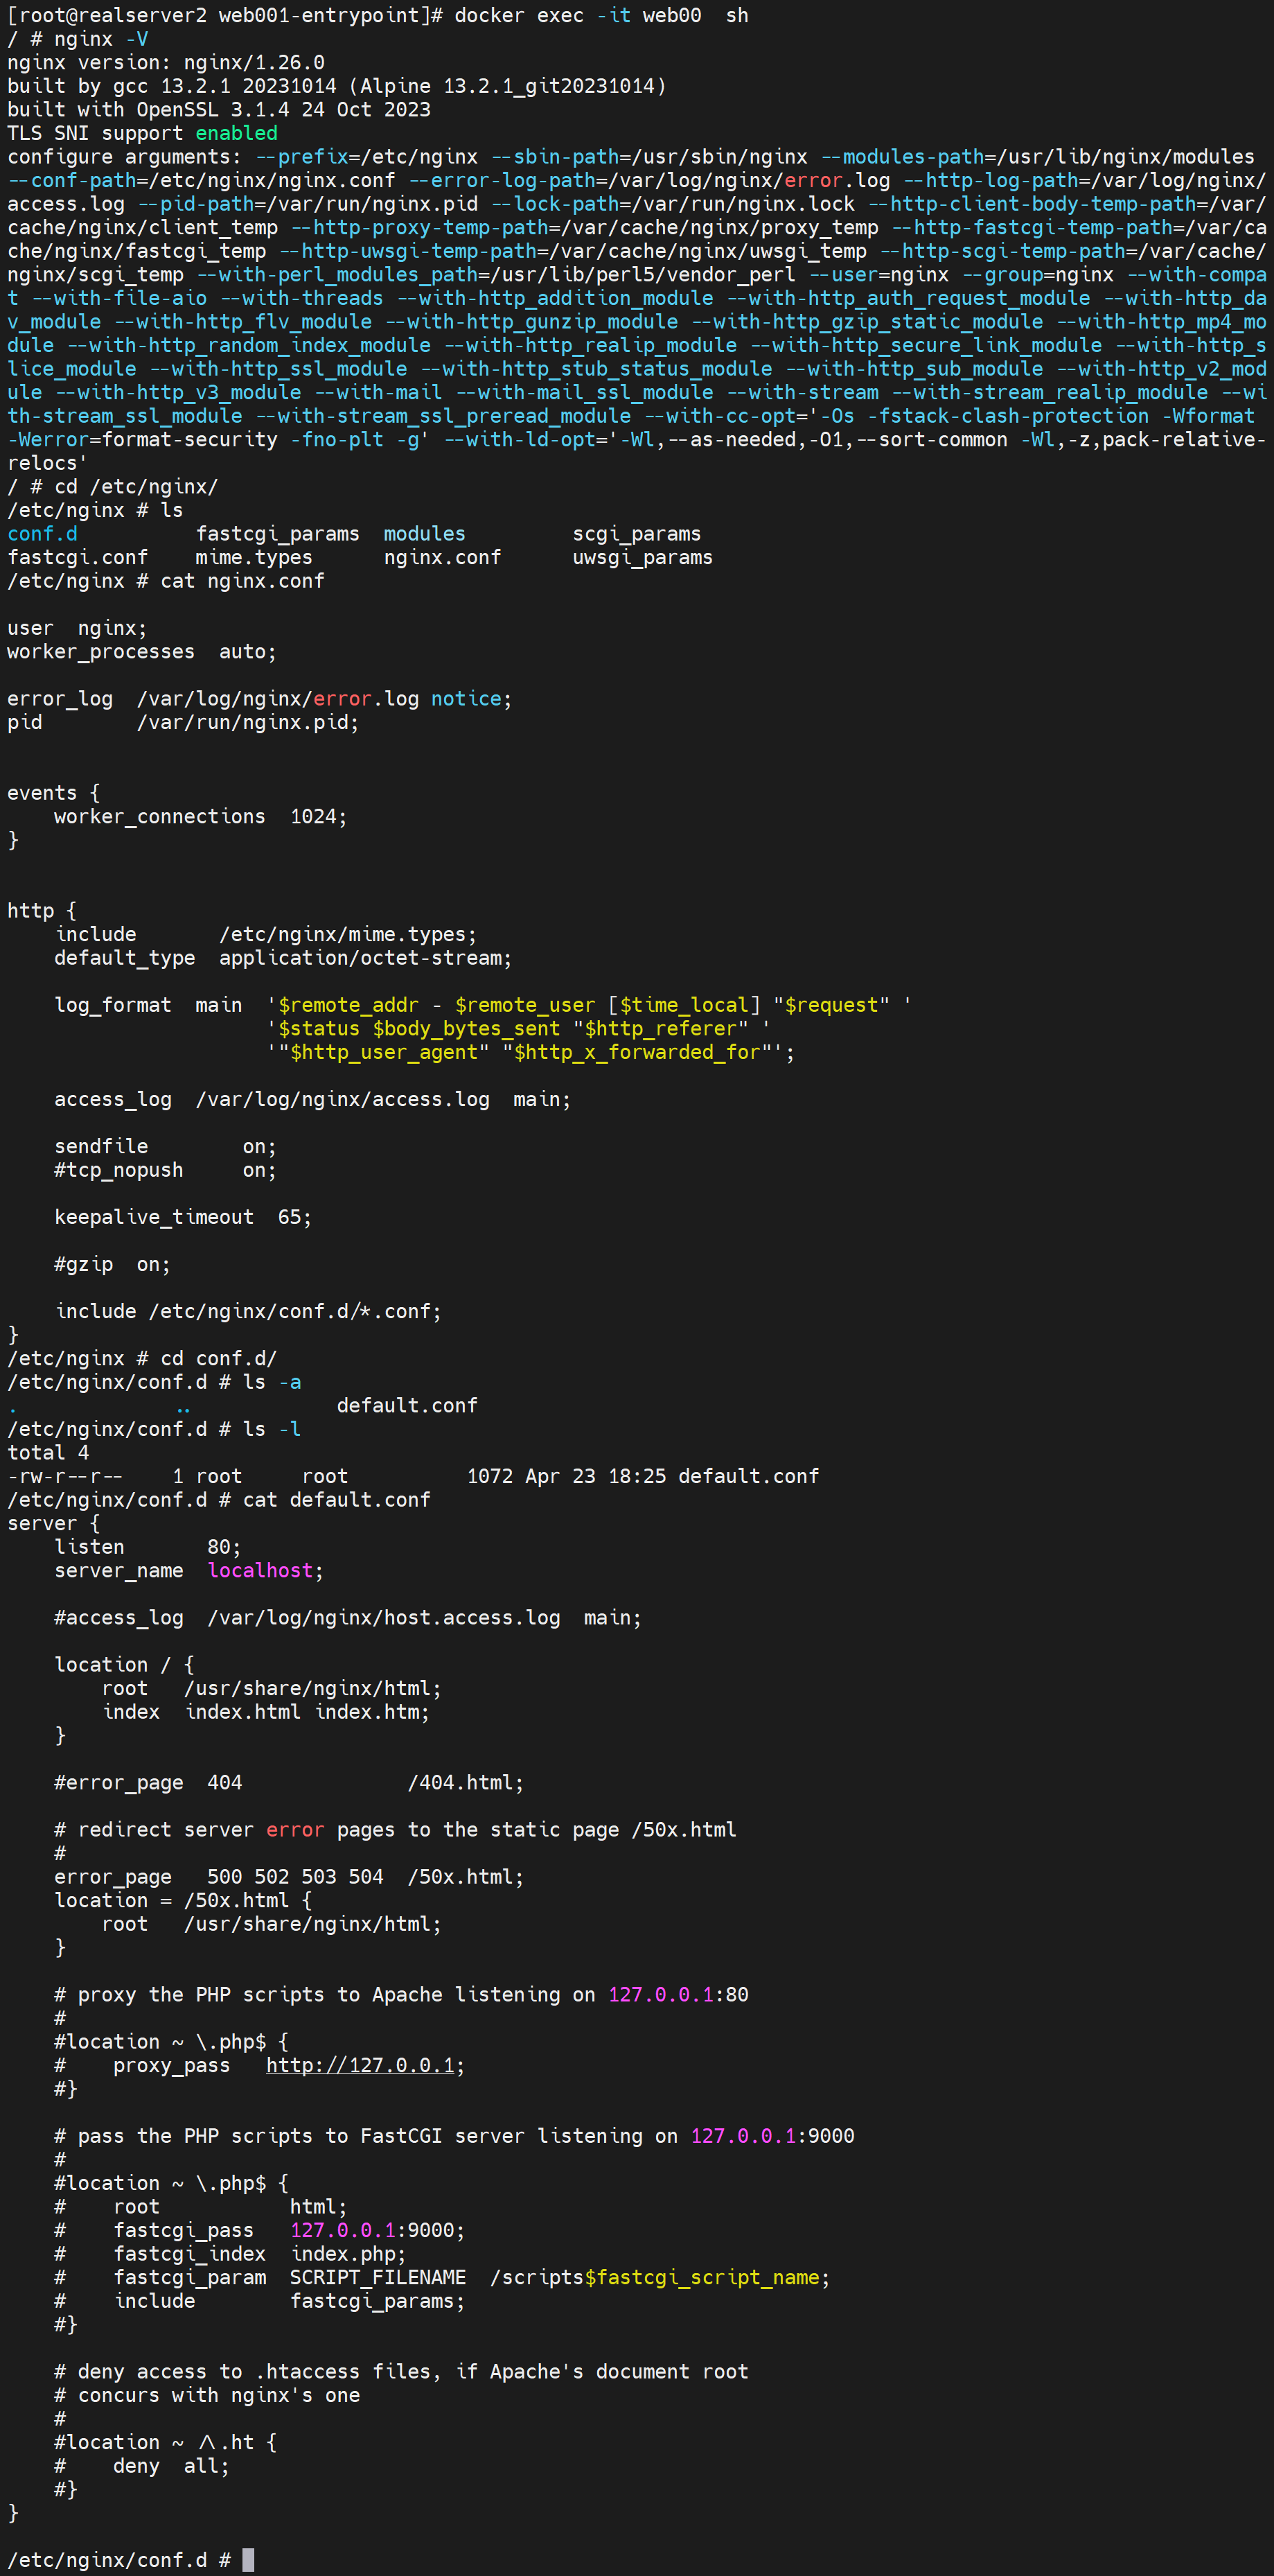 [root@realserver2 web001-entrypoint]# docker exec -it web00  sh
/ # nginx -V
nginx version: nginx/1.26.0
built by gcc 13.2.1 20231014 (Alpine 13.2.1_git20231014)
built with OpenSSL 3.1.4 24 Oct 2023
TLS SNI support enabled
configure arguments: --prefix=/etc/nginx --sbin-path=/usr/sbin/nginx --modules-path=/usr/lib/nginx/modules
--conf-path=/etc/nginx/nginx.conf --error-log-path=/var/log/nginx/error.log --http-log-path=/var/log/nginx/
access.log --pid-path=/var/run/nginx.pid --lock-path=/var/run/nginx.lock --http-client-body-temp-path=/var/
cache/nginx/client_temp --http-proxy-temp-path=/var/cache/nginx/proxy_temp --http-fastcgi-temp-path=/var/ca
che/nginx/fastcgi_temp --http-uwsgi-temp-path=/var/cache/nginx/uwsgi_temp --http-scgi-temp-path=/var/cache/
nginx/scgi_temp --with-perl_modules_path=/usr/lib/perl5/vendor_perl --user=nginx --group=nginx --with-compa
t --with-file-aio --with-threads --with-http_addition_module --with-http_auth_request_module --with-http_da
v_module --with-http_flv_module --with-http_gunzip_module --with-http_gzip_static_module --with-http_mp4_mo
dule --with-http_random_index_module --with-http_realip_module --with-http_secure_link_module --with-http_s
lice_module --with-http_ssl_module --with-http_stub_status_module --with-http_sub_module --with-http_v2_mod
ule --with-http_v3_module --with-mail --with-mail_ssl_module --with-stream --with-stream_realip_module --wi
th-stream_ssl_module --with-stream_ssl_preread_module --with-cc-opt='-Os -fstack-clash-protection -Wformat
-Werror=format-security -fno-plt -g' --with-ld-opt='-Wl,--as-needed,-O1,--sort-common -Wl,-z,pack-relative-
relocs'
/ # cd /etc/nginx/
/etc/nginx # ls
conf.d          fastcgi_params  modules         scgi_params
fastcgi.conf    mime.types      nginx.conf      uwsgi_params
/etc/nginx # cat nginx.conf

user  nginx;
worker_processes  auto;

error_log  /var/log/nginx/error.log notice;
pid        /var/run/nginx.pid;


events {
    worker_connections  1024;
}


http {
    include       /etc/nginx/mime.types;
    default_type  application/octet-stream;

    log_format  main  '$remote_addr - $remote_user [$time_local] "$request" '
                      '$status $body_bytes_sent "$http_referer" '
                      '"$http_user_agent" "$http_x_forwarded_for"';

    access_log  /var/log/nginx/access.log  main;

    sendfile        on;
    #tcp_nopush     on;

    keepalive_timeout  65;

    #gzip  on;

    include /etc/nginx/conf.d/*.conf;
}
/etc/nginx # cd conf.d/
/etc/nginx/conf.d # ls -a
.             ..            default.conf
/etc/nginx/conf.d # ls -l
total 4
-rw-r--r--    1 root     root          1072 Apr 23 18:25 default.conf
/etc/nginx/conf.d # cat default.conf
server {
    listen       80;
    server_name  localhost;

    #access_log  /var/log/nginx/host.access.log  main;

    location / {
        root   /usr/share/nginx/html;
        index  index.html index.htm;
    }

    #error_page  404              /404.html;

    # redirect server error pages to the static page /50x.html
    #
    error_page   500 502 503 504  /50x.html;
    location = /50x.html {
        root   /usr/share/nginx/html;
    }

    # proxy the PHP scripts to Apache listening on 127.0.0.1:80
    #
    #location ~ \.php$ {
    #    proxy_pass   http://127.0.0.1;
    #}

    # pass the PHP scripts to FastCGI server listening on 127.0.0.1:9000
    #
    #location ~ \.php$ {
    #    root           html;
    #    fastcgi_pass   127.0.0.1:9000;
    #    fastcgi_index  index.php;
    #    fastcgi_param  SCRIPT_FILENAME  /scripts$fastcgi_script_name;
    #    include        fastcgi_params;
    #}

    # deny access to .htaccess files, if Apache's document root
    # concurs with nginx's one
    #
    #location ~ /\.ht {
    #    deny  all;
    #}
}

/etc/nginx/conf.d #